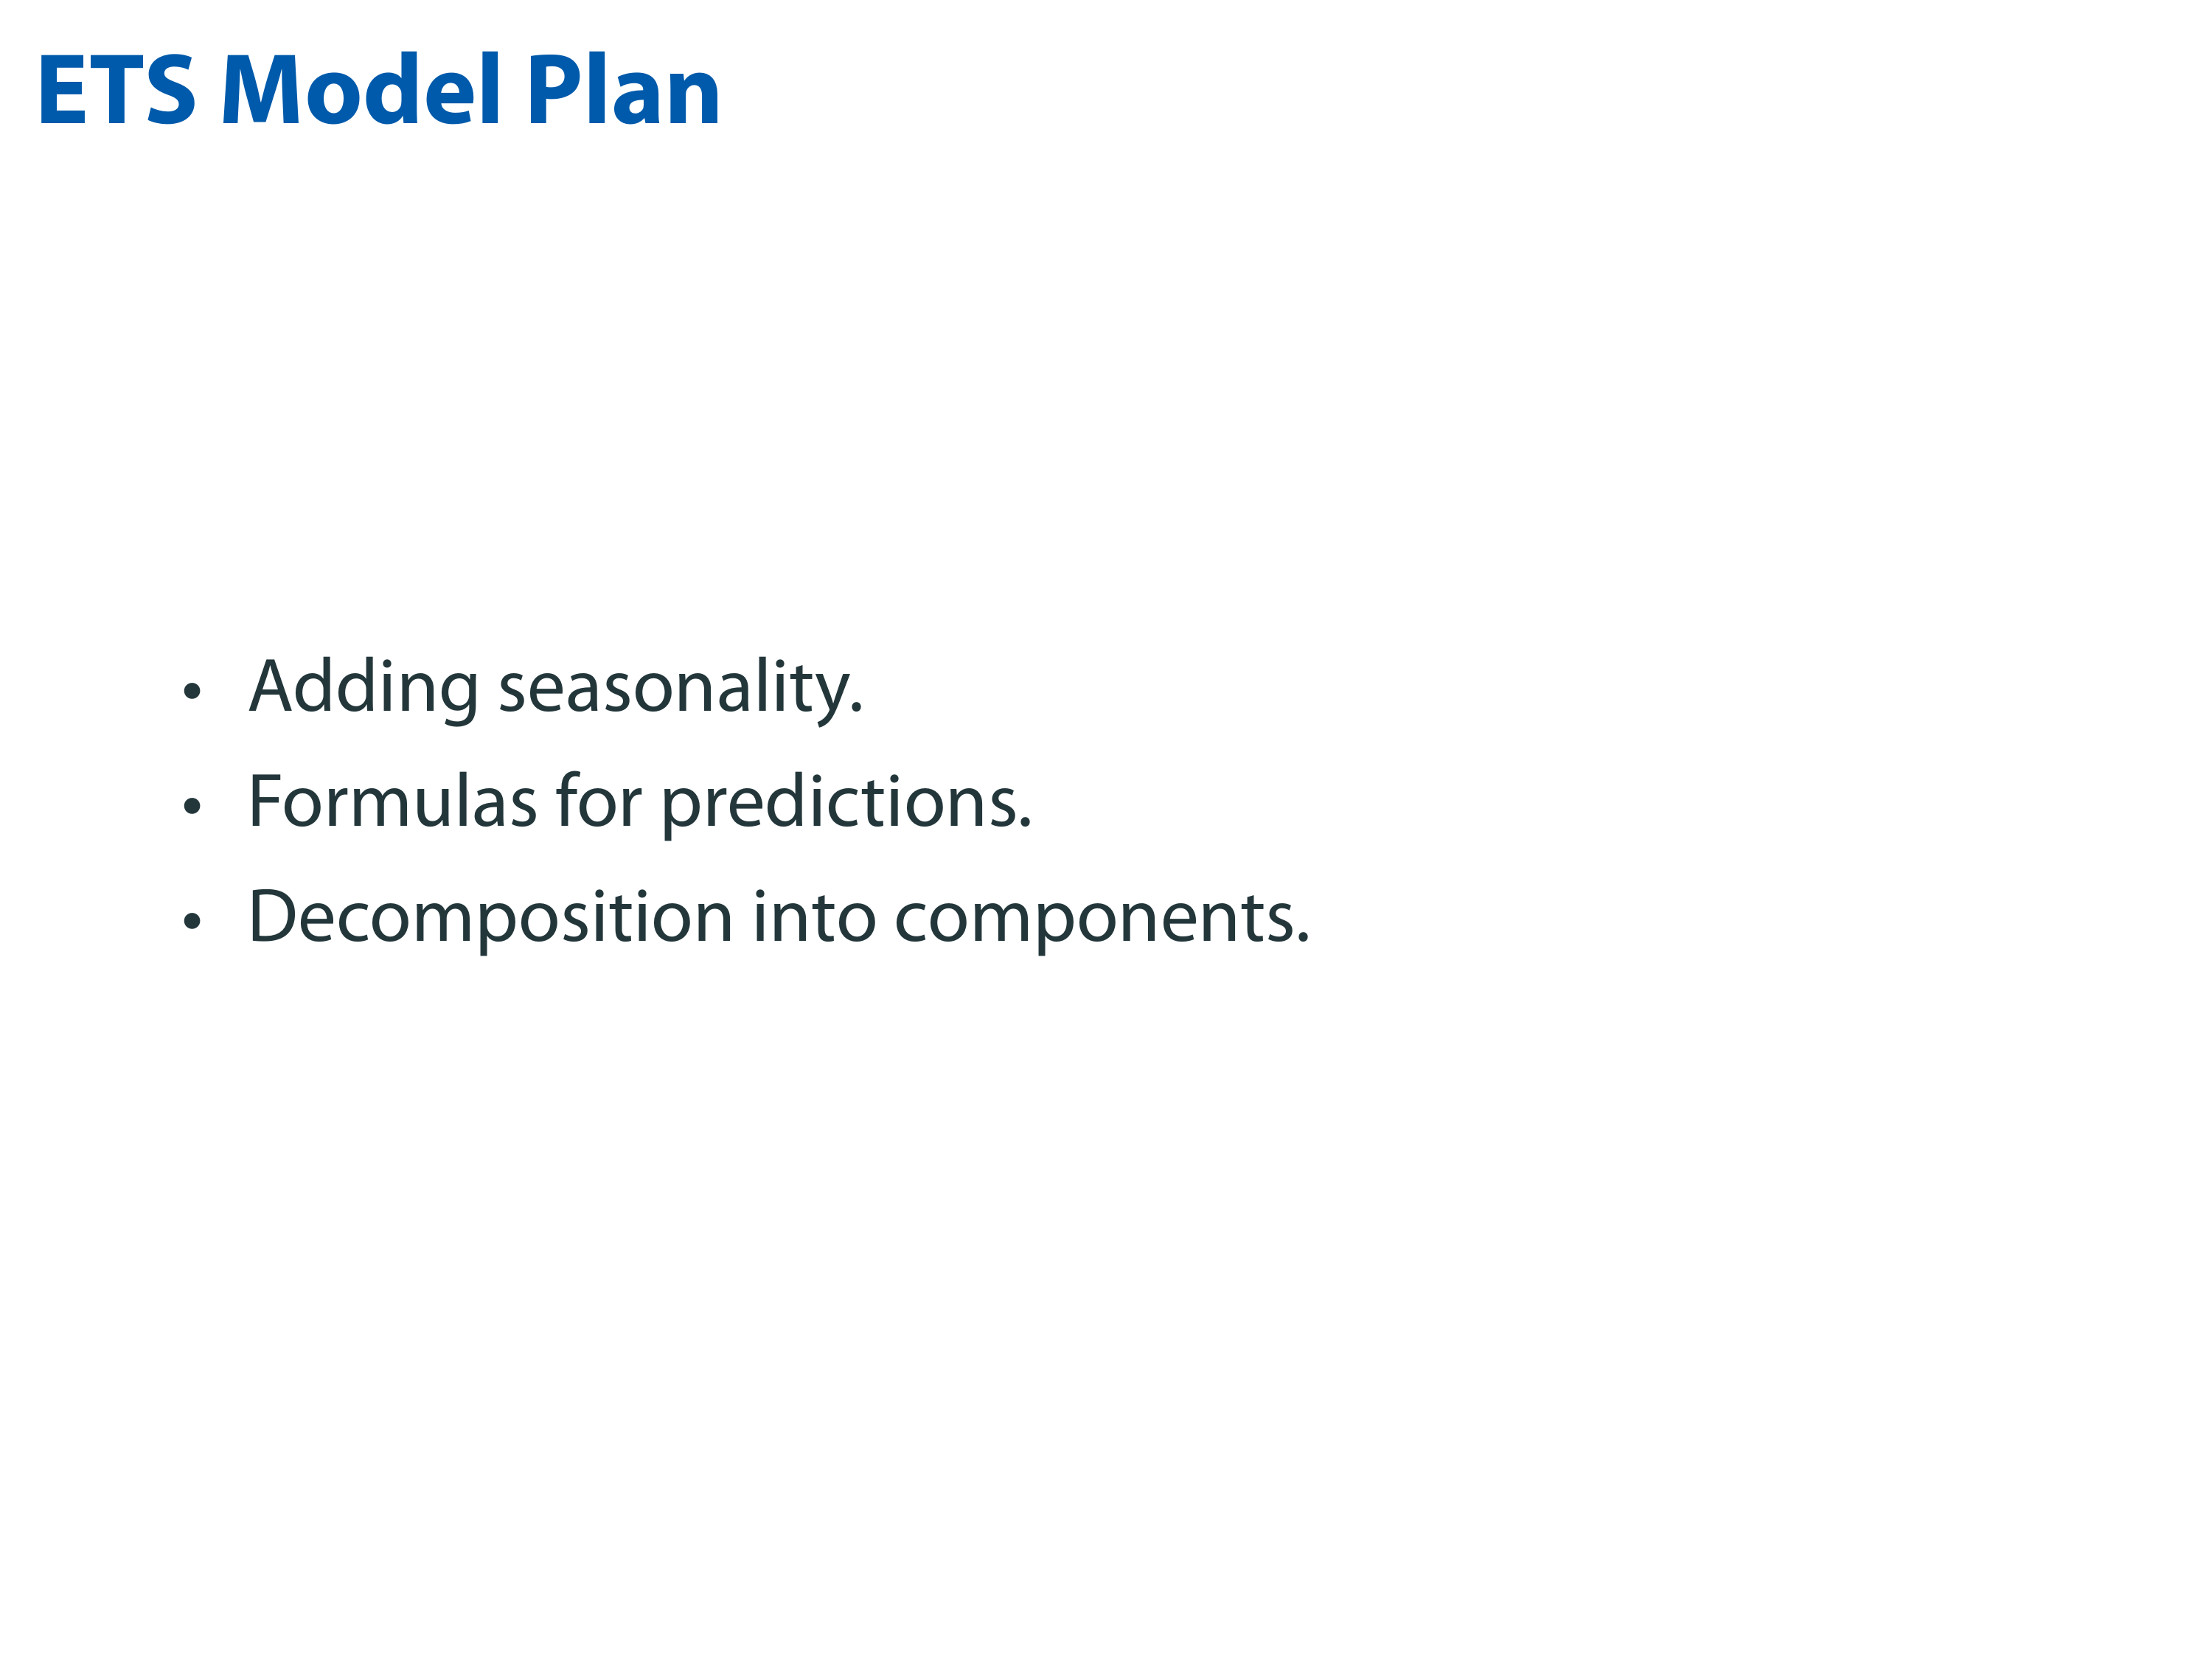 ETS Model Plan
• Adding seasonality.
• Formulas for predictions.
• Decomposition into components.